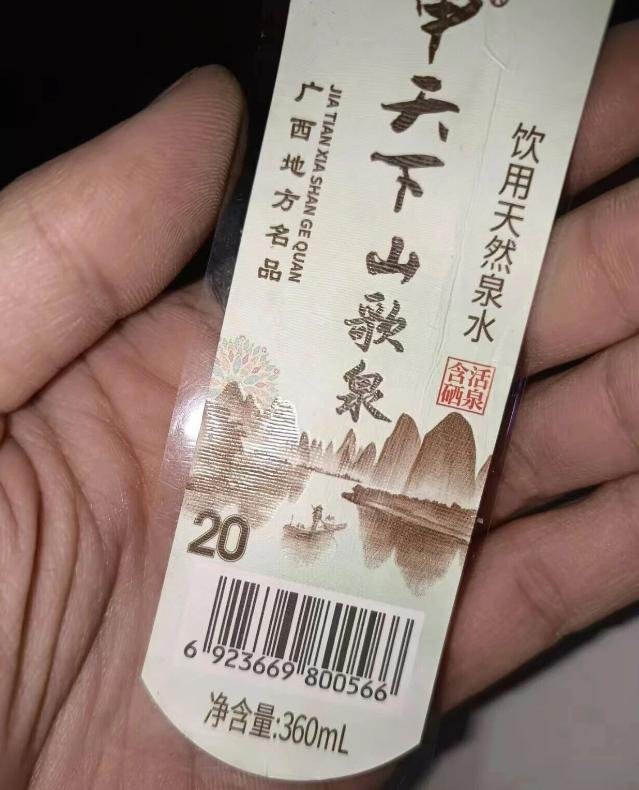 甲天下山歌泉
®
JIA TIAN XIA SHAN GE QUAN
广西地方名品
饮用天然泉水
活泉
含硒
20
6 923669 800566
净含量:360mL